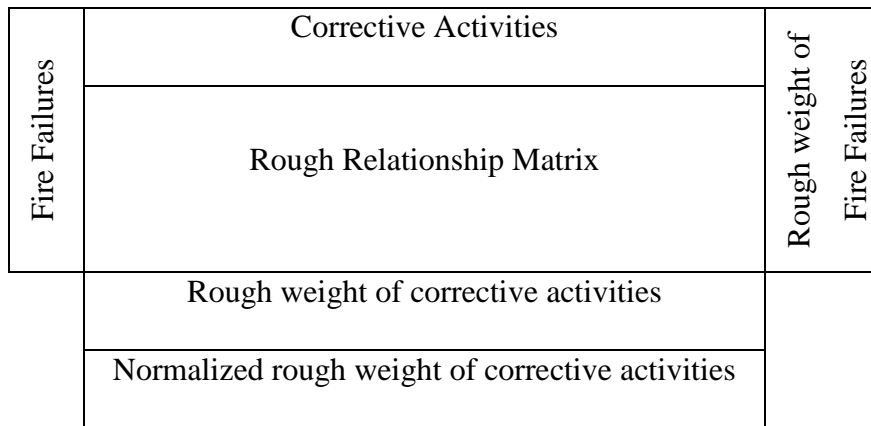 Fire Failures
Corrective Activities
Rough Relationship Matrix
Rough weight of
Fire Failures
Rough weight of corrective activities
Normalized rough weight of corrective activities